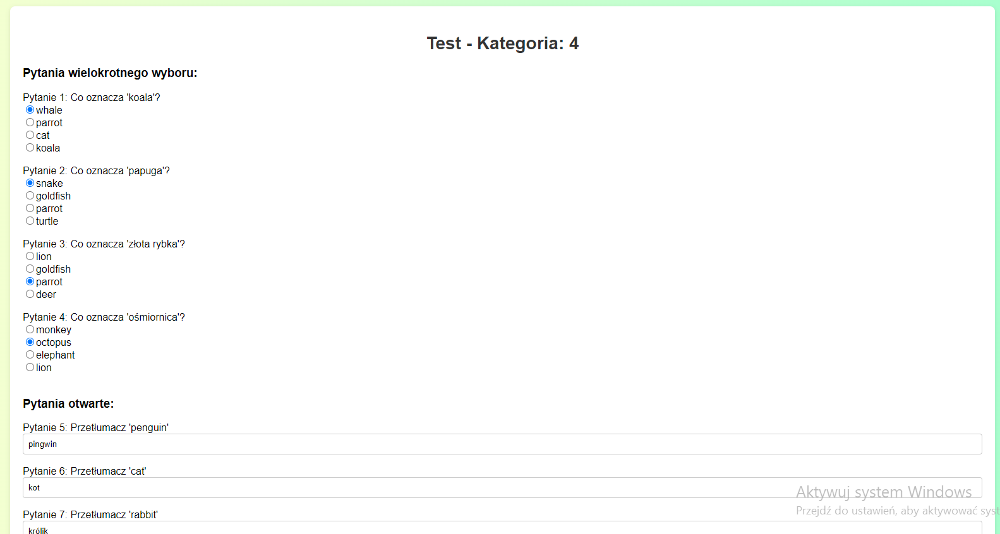 Test - Kategoria: 4
Pytania wielokrotnego wyboru:
Pytanie 1: Co oznacza 'koala'?
whale
parrot
cat
koala
Pytanie 2: Co oznacza 'papuga'?
snake
goldfish
parrot
turtle
Pytanie 3: Co oznacza 'złota rybka'?
lion
goldfish
parrot
deer
Pytanie 4: Co oznacza 'ośmiornica'?
monkey
octopus
elephant
lion
Pytania otwarte:
Pytanie 5: Przetłumacz 'penguin'
pingwin
Pytanie 6: Przetłumacz 'cat'
kot
Aktywuj system Windows
Przejdź do ustawień, aby aktywować syst
Pytanie 7: Przetłumacz 'rabbit'
królik